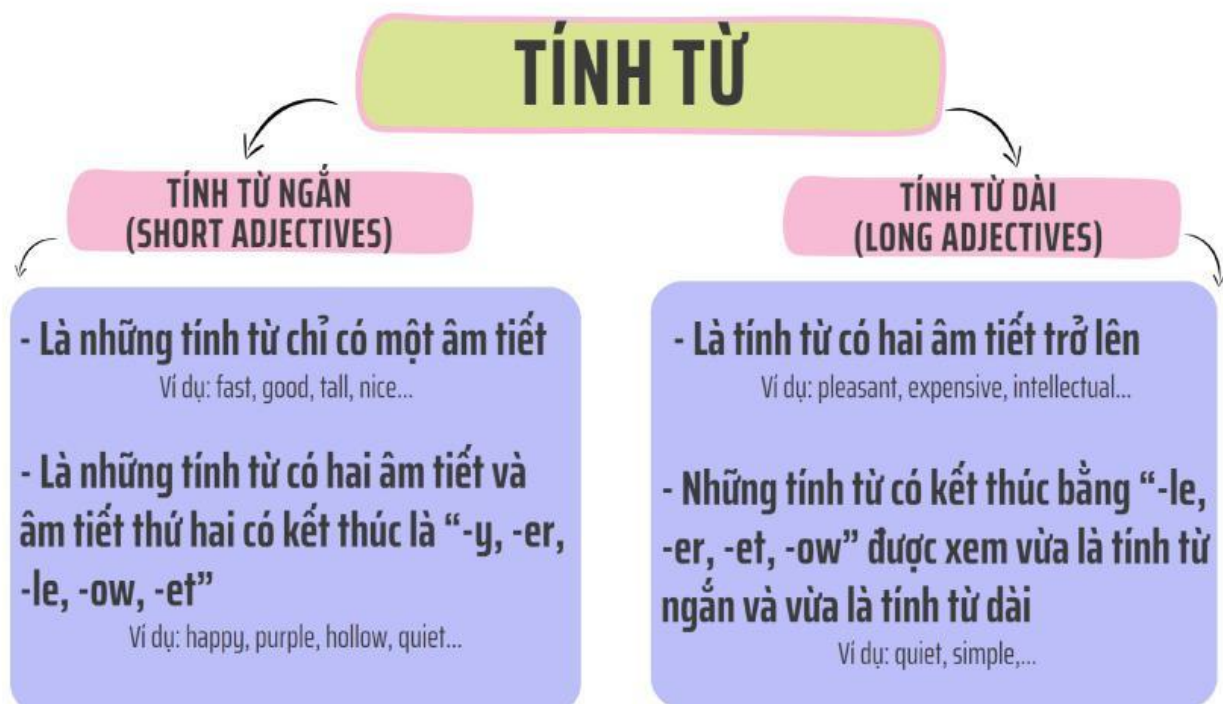 TÍNH TỪ
TÍNH TỪ NGẮN
(SHORT ADJECTIVES)
- Là những tính từ chỉ có một âm tiết
Ví dụ: fast, good, tall, nice...
- Là những tính từ có hai âm tiết và
âm tiết thứ hai có kết thúc là “-y, -er,
-le, -ow, -et”
Ví dụ: happy, purple, hollow, quiet...
TÍNH TỪ DÀI
(LONG ADJECTIVES)
- Là tính từ có hai âm tiết trở lên
Ví dụ: pleasant, expensive, intellectual...
- Những tính từ có kết thúc bằng “-le,
-er, -et, -ow” được xem vừa là tính từ
ngắn và vừa là tính từ dài
Ví dụ: quiet, simple,...